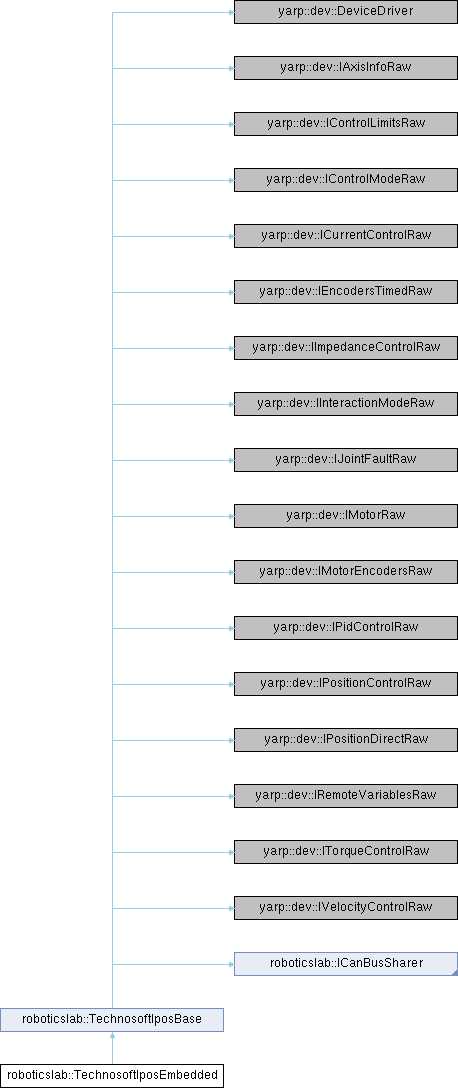 yarp::dev::DeviceDriver
yarp::dev::IAxisInfoRaw
yarp::dev::IControlLimitsRaw
yarp::dev::IControlModeRaw
yarp::dev::ICurrentControlRaw
yarp::dev::IEncodersTimedRaw
yarp::dev::IImpedanceControlRaw
yarp::dev::IInteractionModeRaw
yarp::dev::IJointFaultRaw
yarp::dev::IMotorRaw
yarp::dev::IMotorEncodersRaw
yarp::dev::IPidControlRaw
yarp::dev::IPositionControlRaw
yarp::dev::IPositionDirectRaw
yarp::dev::IRemoteVariablesRaw
yarp::dev::ITorqueControlRaw
yarp::dev::IVelocityControlRaw
roboticslab::ICanBusSharer
roboticslab::TechnosoftIposBase
roboticslab::TechnosoftIposEmbedded